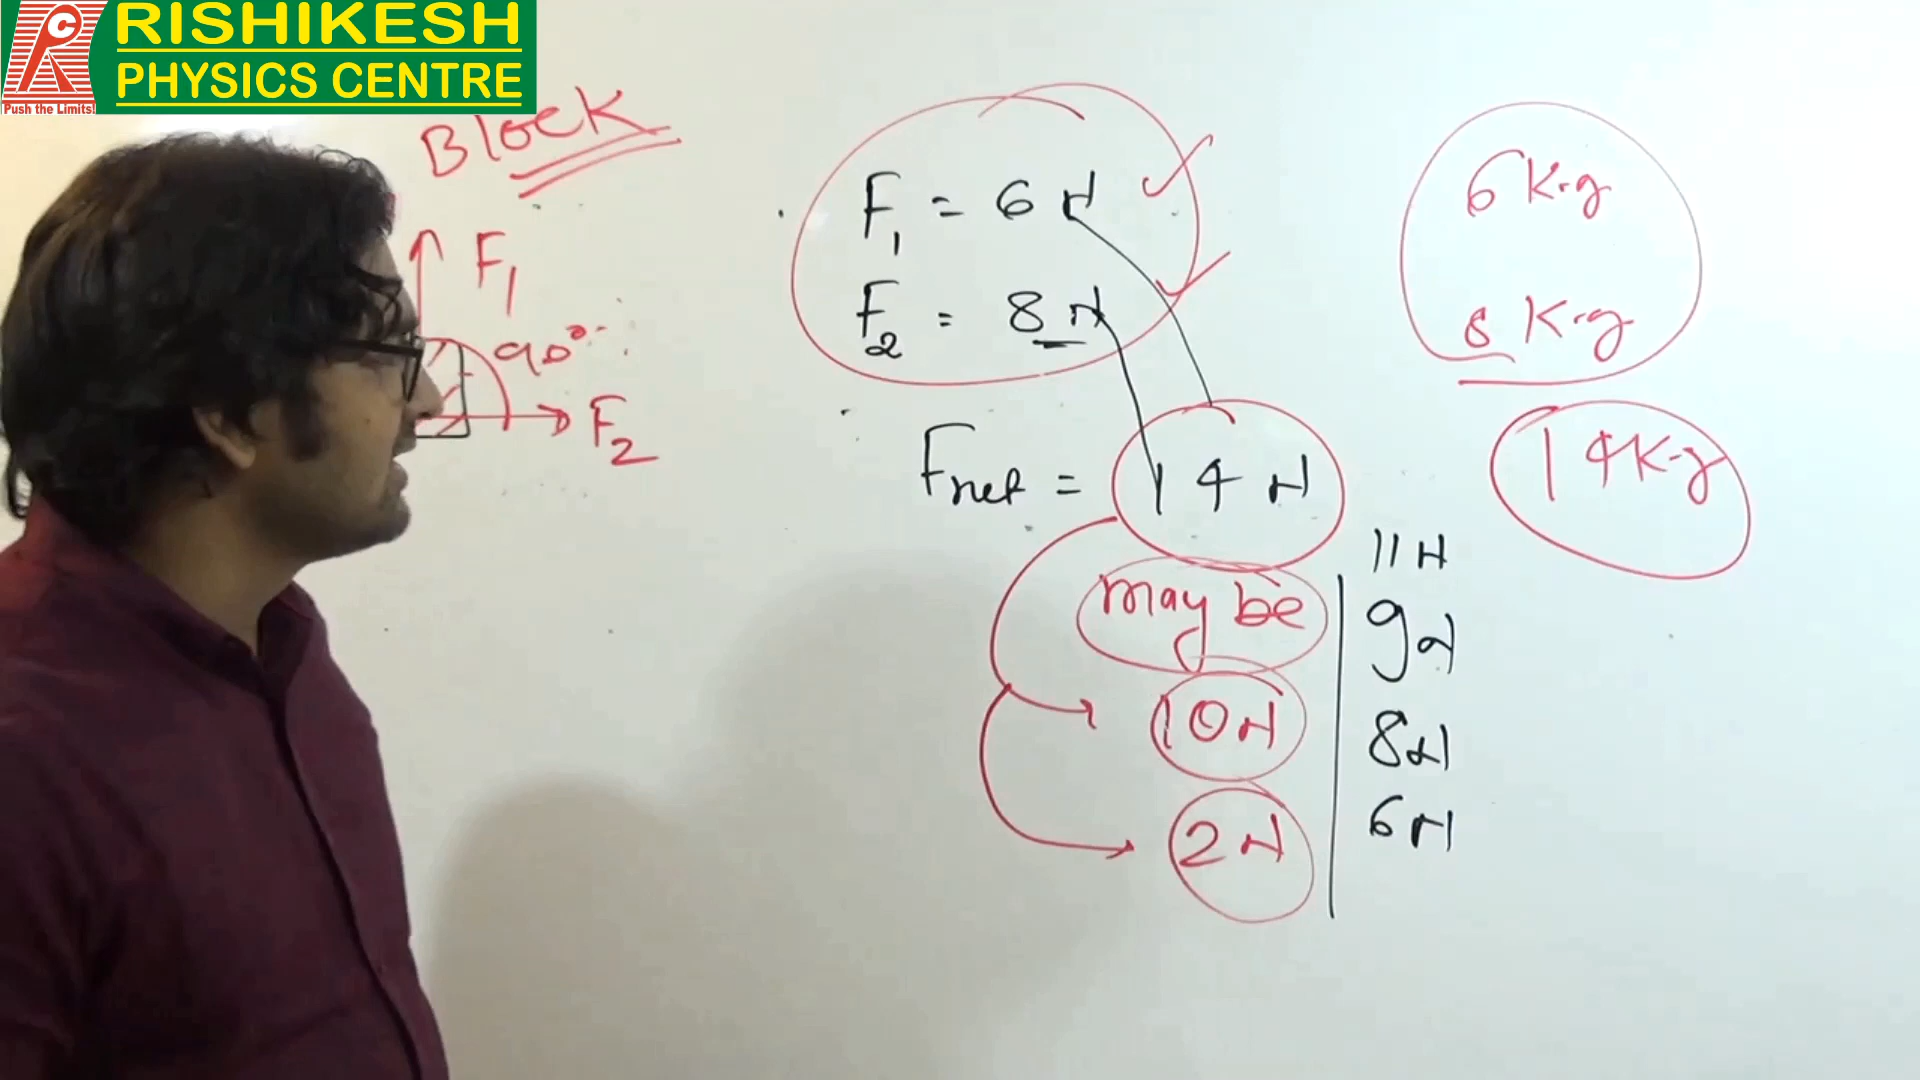 RISHIKESH
PHYSICS CENTRE
Push the Limits!
Block
F1
90°
F2
F1 = 6 N
F2 = 8 N
Fnet = 14 N
may be
10 N
2 N
11 N
9 N
8 N
6 N
6 Kg
8 Kg
14 Kg